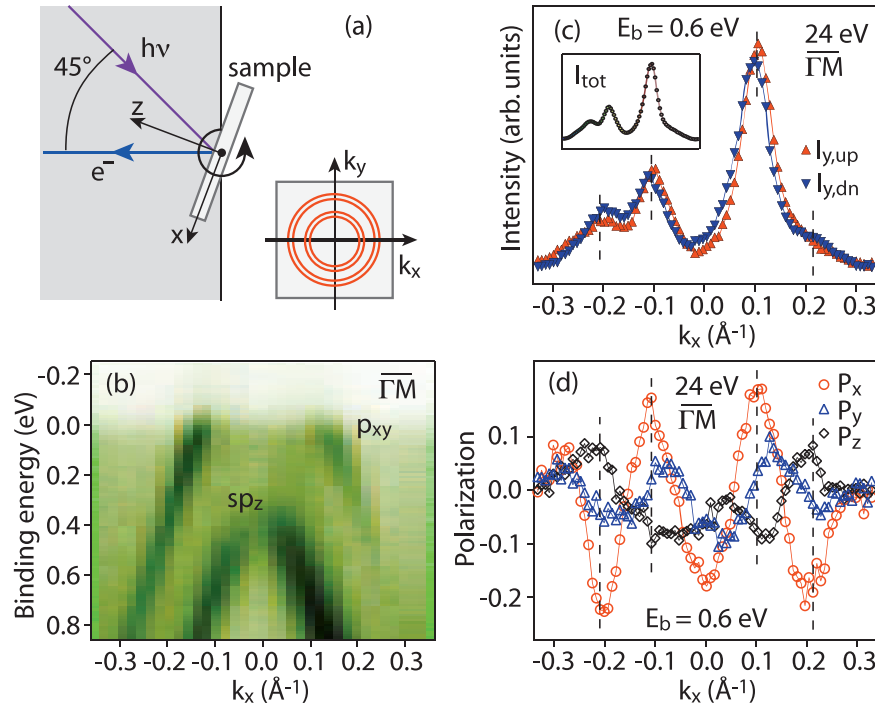 (a)
hν
45°
sample
z
e⁻
x
k_y
k_x
(b)
ΓM
p_xy
sp_z
Binding energy (eV)
-0.2
0.0
0.2
0.4
0.6
0.8
-0.3 -0.2 -0.1 0.0 0.1 0.2 0.3
k_x (Å⁻¹)
(c)
E_b = 0.6 eV
24 eV
ΓM
I_tot
I_y,up
I_y,dn
Intensity (arb. units)
-0.3 -0.2 -0.1 0.0 0.1 0.2 0.3
k_x (Å⁻¹)
(d)
24 eV
ΓM
P_x
P_y
P_z
Polarization
0.1
0.0
-0.1
-0.2
E_b = 0.6 eV
-0.3 -0.2 -0.1 0.0 0.1 0.2 0.3
k_x (Å⁻¹)